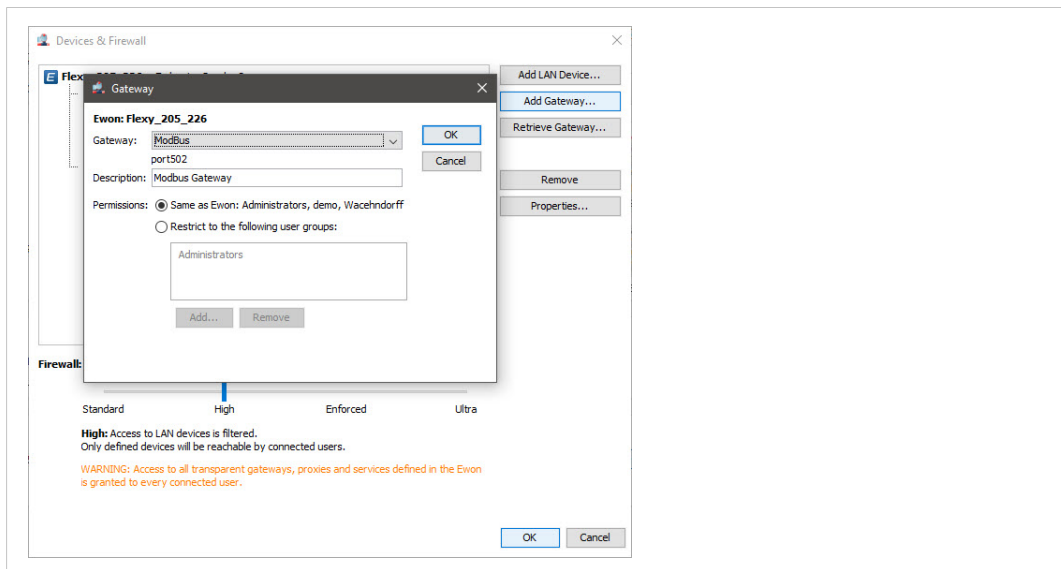 Devices & Firewall
Flex
Add LAN Device...
Add Gateway...
Retrieve Gateway...
Remove
Properties...
Gateway
Ewon: Flexy_205_226
Gateway: ModBus
OK
port502
Cancel
Description: Modbus Gateway
Permissions: Same as Ewon: Administrators, demo, Wacehndorff
Restrict to the following user groups:
Administrators
Add... Remove
Firewall:
Standard High Enforced Ultra
High: Access to LAN devices is filtered.
Only defined devices will be reachable by connected users.
WARNING: Access to all transparent gateways, proxies and services defined in the Ewon
is granted to every connected user.
OK Cancel